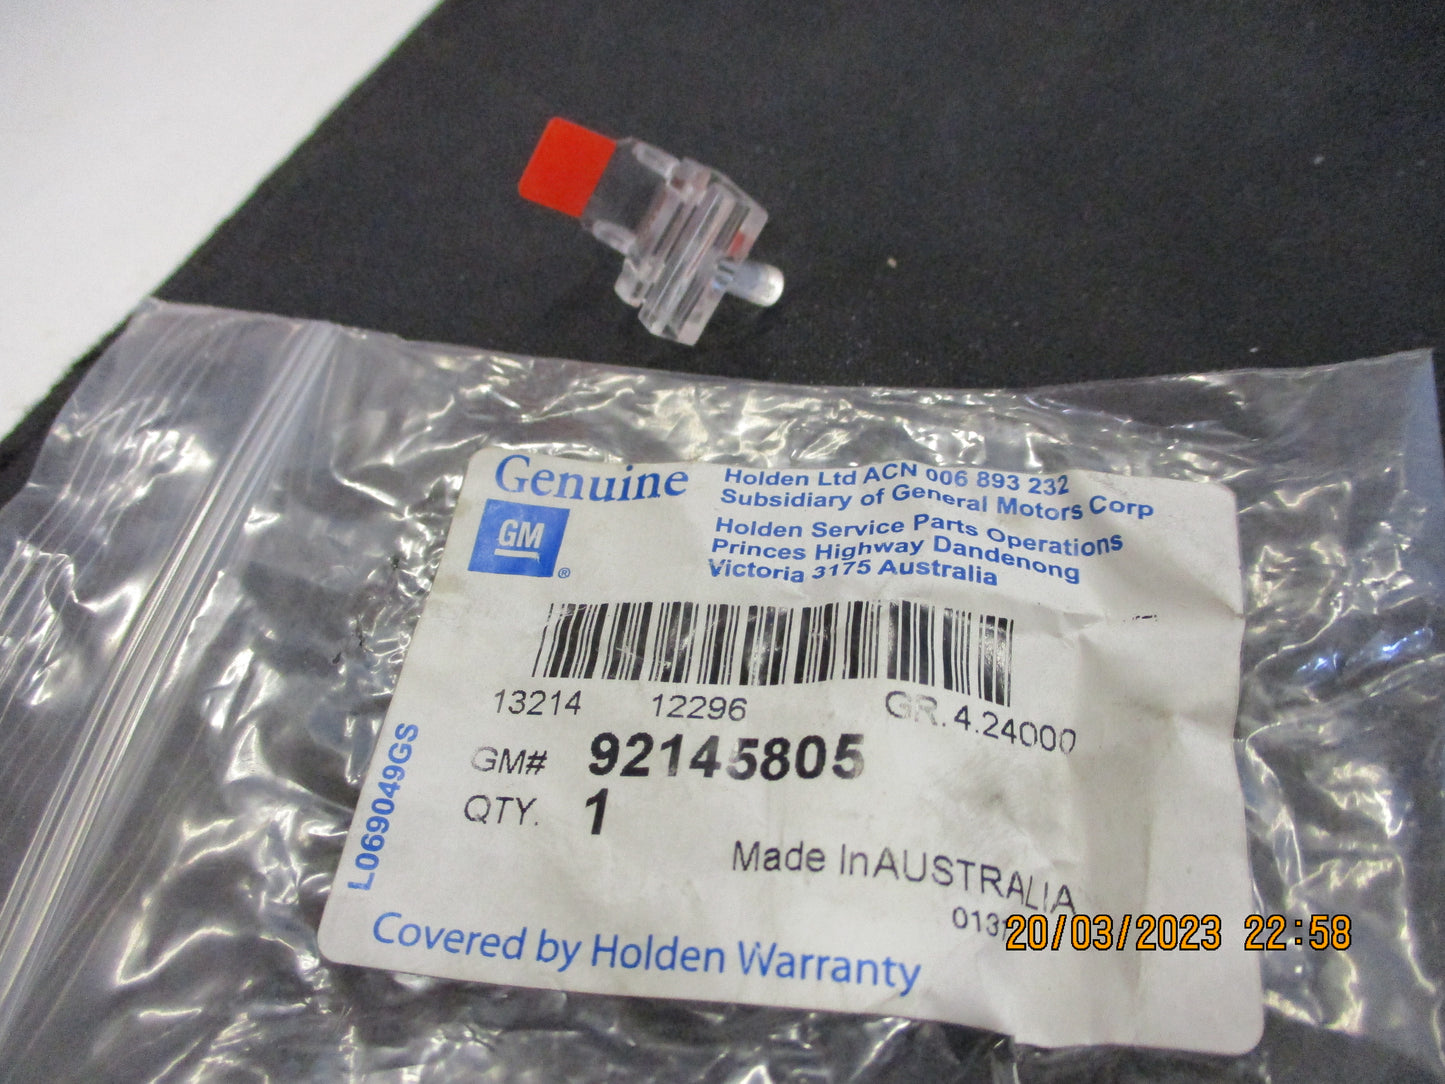 Genuine
GM
®
Holden Ltd ACN 006 893 232
Subsidiary of General Motors Corp
Holden Service Parts Operations
Princes Highway Dandenong
Victoria 3175 Australia
13214 12296 GR. 4.24000
GM# 92145805
QTY. 1
L069049GS
Made In AUSTRALIA
Covered by Holden Warranty
20/03/2023 22:58